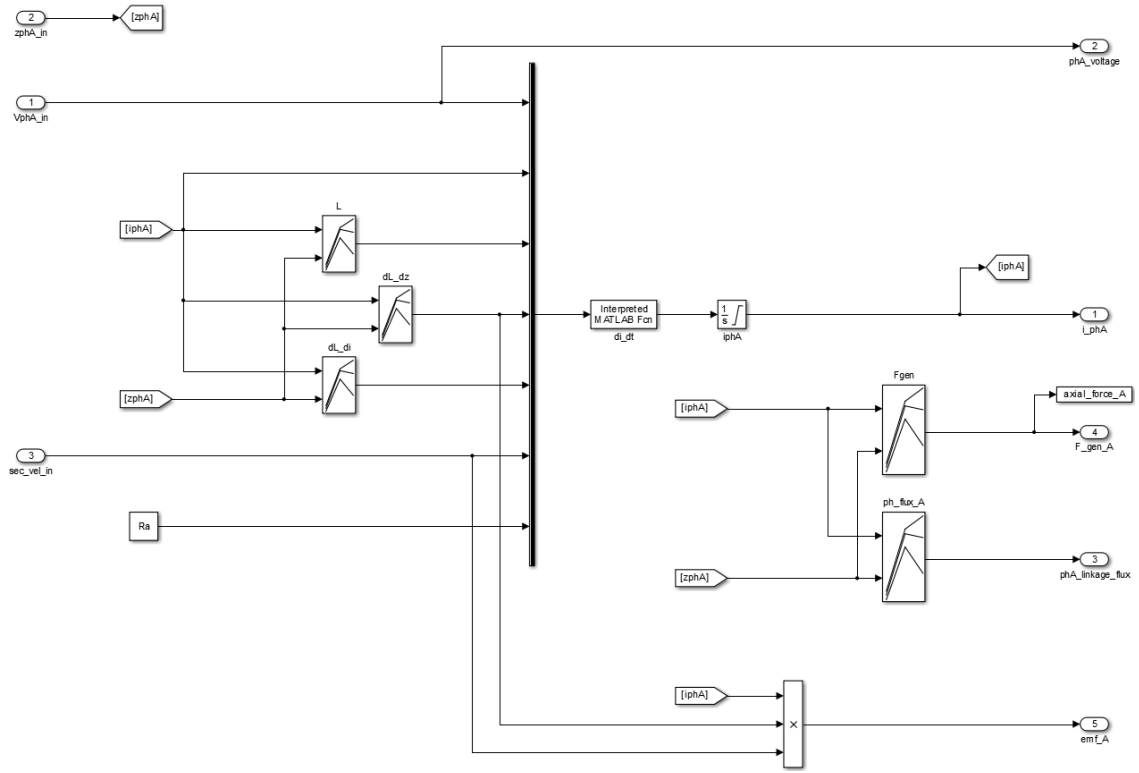 2
zphA_in
[zphA]
2
phA_voltage
1
VphA_in
L
[iphA]
dL_dz
[iphA]
Interpreted
MATLAB Fcn
di_dt
1
s
iphA
1
i_phA
dL_di
[zphA]
Fgen
[iphA]
axial_force_A
4
F_gen_A
3
sec_vel_in
ph_flux_A
Ra
[zphA]
3
phA_linkage_flux
[iphA]
×
5
emf_A